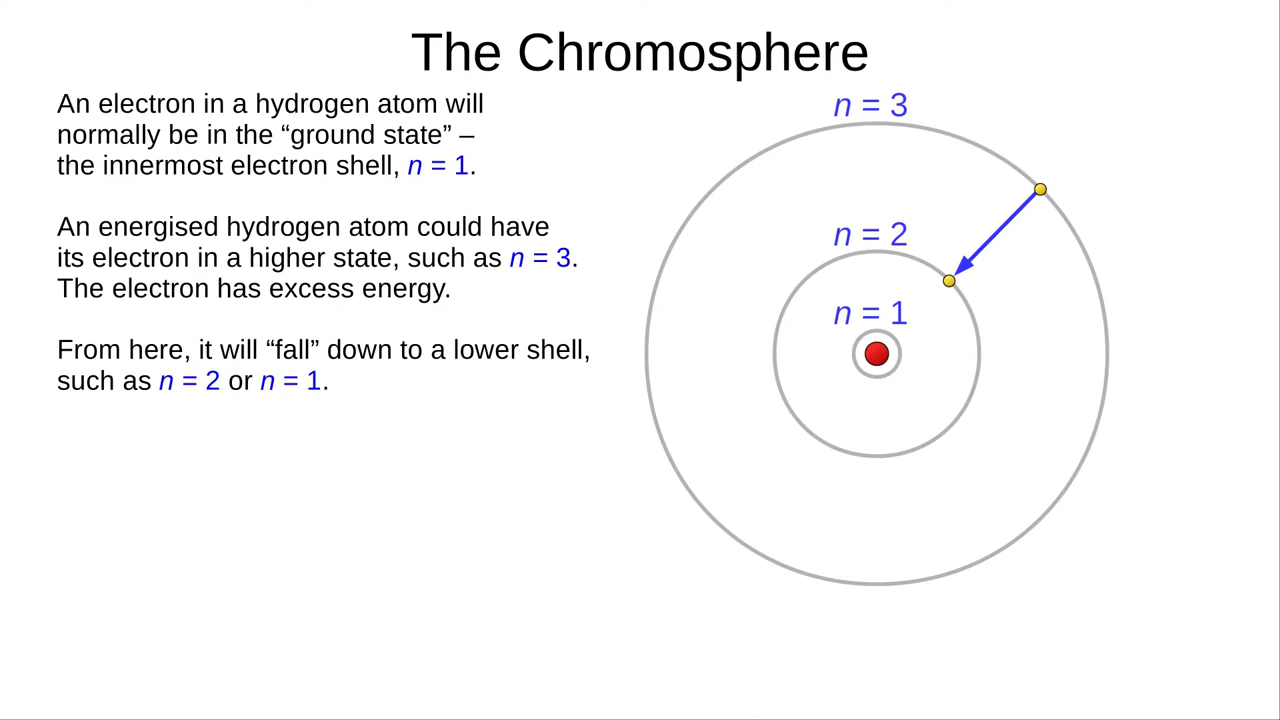 The Chromosphere
An electron in a hydrogen atom will
normally be in the “ground state” –
the innermost electron shell, n = 1.
An energised hydrogen atom could have
its electron in a higher state, such as n = 3.
The electron has excess energy.
From here, it will “fall” down to a lower shell,
such as n = 2 or n = 1.
n = 3
n = 2
n = 1